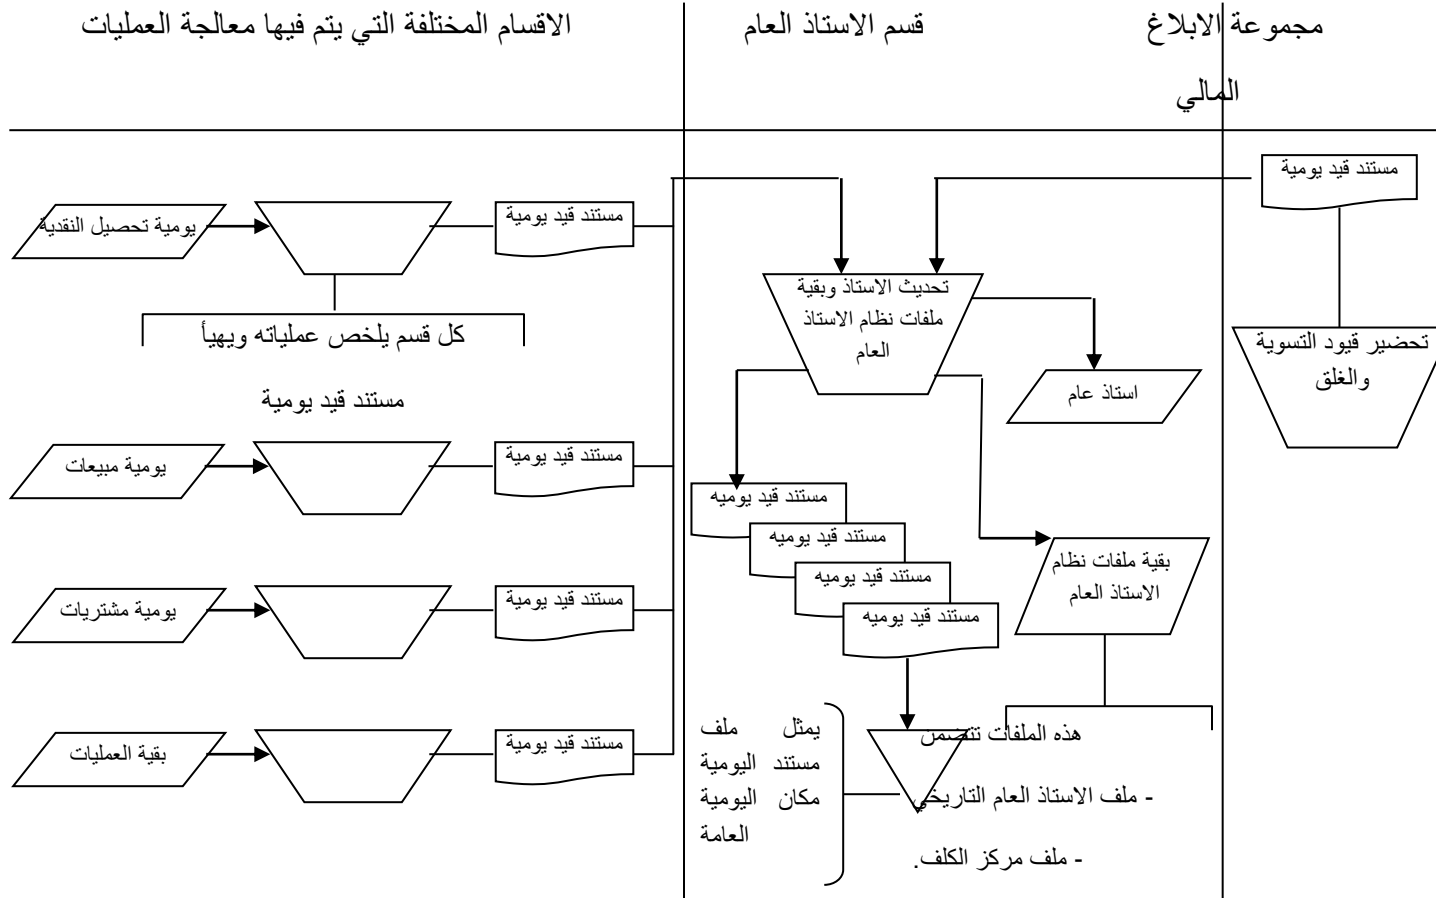 مجموعة الابلاغ
المالي
قسم الاستاذ العام
الاقسام المختلفة التي يتم فيها معالجة العمليات
مستند قيد يومية
تحضير قيود التسوية
والغلق
تحديث الاستاذ وبقية
ملفات نظام الاستاذ
العام
استاذ عام
مستند قيد يوميه
مستند قيد يوميه
مستند قيد يوميه
مستند قيد يوميه
بقية ملفات نظام
الاستاذ العام
هذه الملفات تتضمن
- ملف الاستاذ العام التاريخي
- ملف مركز الكلف.
يمثل ملف
مستند اليومية
مكان اليومية
العامة
مستند قيد يومية
يومية تحصيل النقدية
كل قسم يلخص عملياته ويهيأ
مستند قيد يومية
مستند قيد يومية
يومية مبيعات
مستند قيد يومية
يومية مشتريات
مستند قيد يومية
بقية العمليات